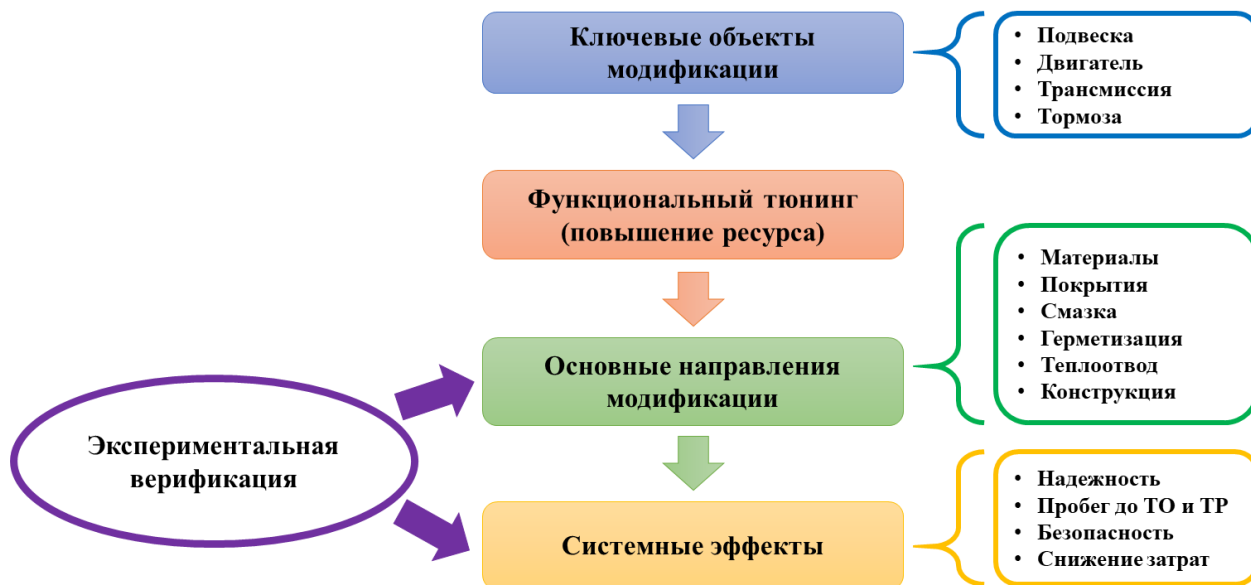 Ключевые объекты
модификации
• Подвеска
• Двигатель
• Трансмиссия
• Тормоза
Функциональный тюнинг
(повышение ресурса)
Основные направления
модификации
• Материалы
• Покрытия
• Смазка
• Герметизация
• Теплоотвод
• Конструкция
Экспериментальная
верификация
Системные эффекты
• Надежность
• Пробег до ТО и ТР
• Безопасность
• Снижение затрат